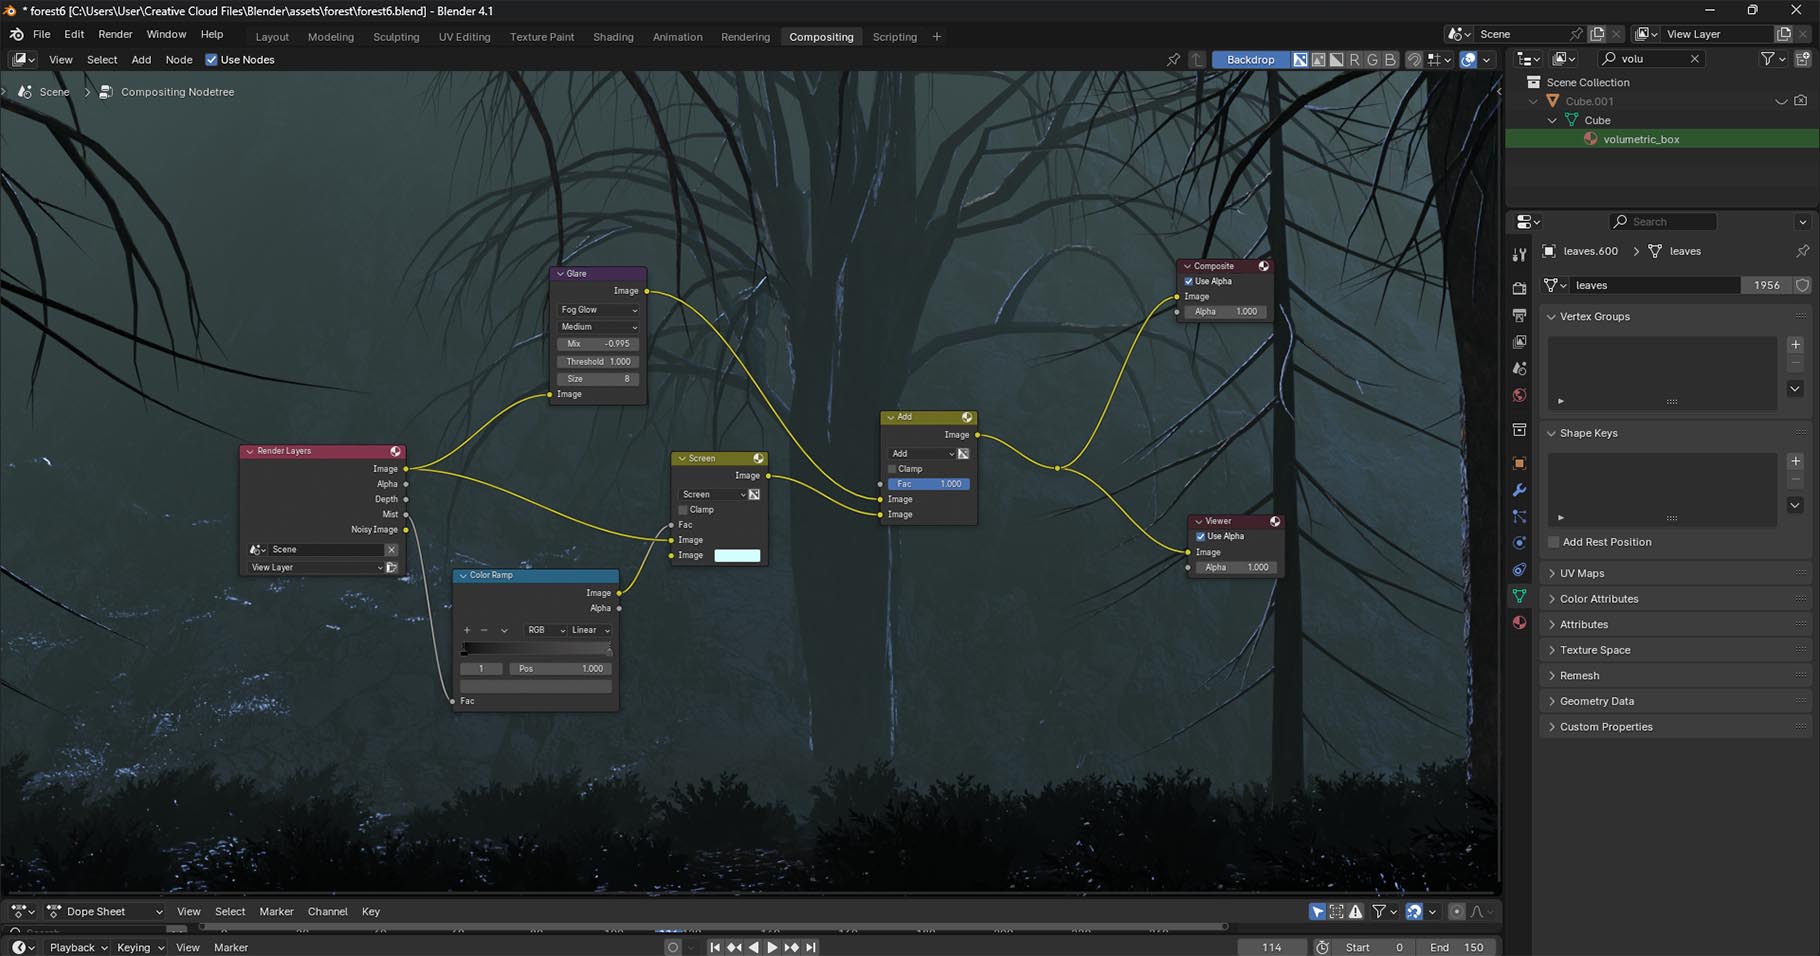 * forest6 [C:\Users\User\Creative Cloud Files\Blender\assets\forest\forest6.blend] - Blender 4.1
File Edit Render Window Help
Layout Modeling Sculpting UV Editing Texture Paint Shading Animation Rendering Compositing Scripting +
Scene
View Layer
View Select Add Node Use Nodes
Backdrop
R G B
volu
Scene > Compositing Nodetree
Scene Collection
Cube.001
Cube
volumetric_box
Search
leaves.600 > leaves
leaves 1956
Vertex Groups
Shape Keys
Add Rest Position
UV Maps
Color Attributes
Attributes
Texture Space
Remesh
Geometry Data
Custom Properties
Glare
Image
Fog Glow
Medium
Mix -0.995
Threshold 1.000
Size 8
Image
Composite
Use Alpha
Image
Alpha 1.000
Render Layers
Image
Alpha
Depth
Mist
Noisy Image
Scene
View Layer
Screen
Image
Screen
Clamp
Fac
Image
Image
Add
Image
Add
Clamp
Fac 1.000
Image
Image
Viewer
Use Alpha
Image
Alpha 1.000
Color Ramp
Image
Alpha
+ −
RGB Linear
1 Pos 1.000
Fac
Dope Sheet View Select Marker Channel Key
Playback Keying View Marker
114 Start 0 End 150